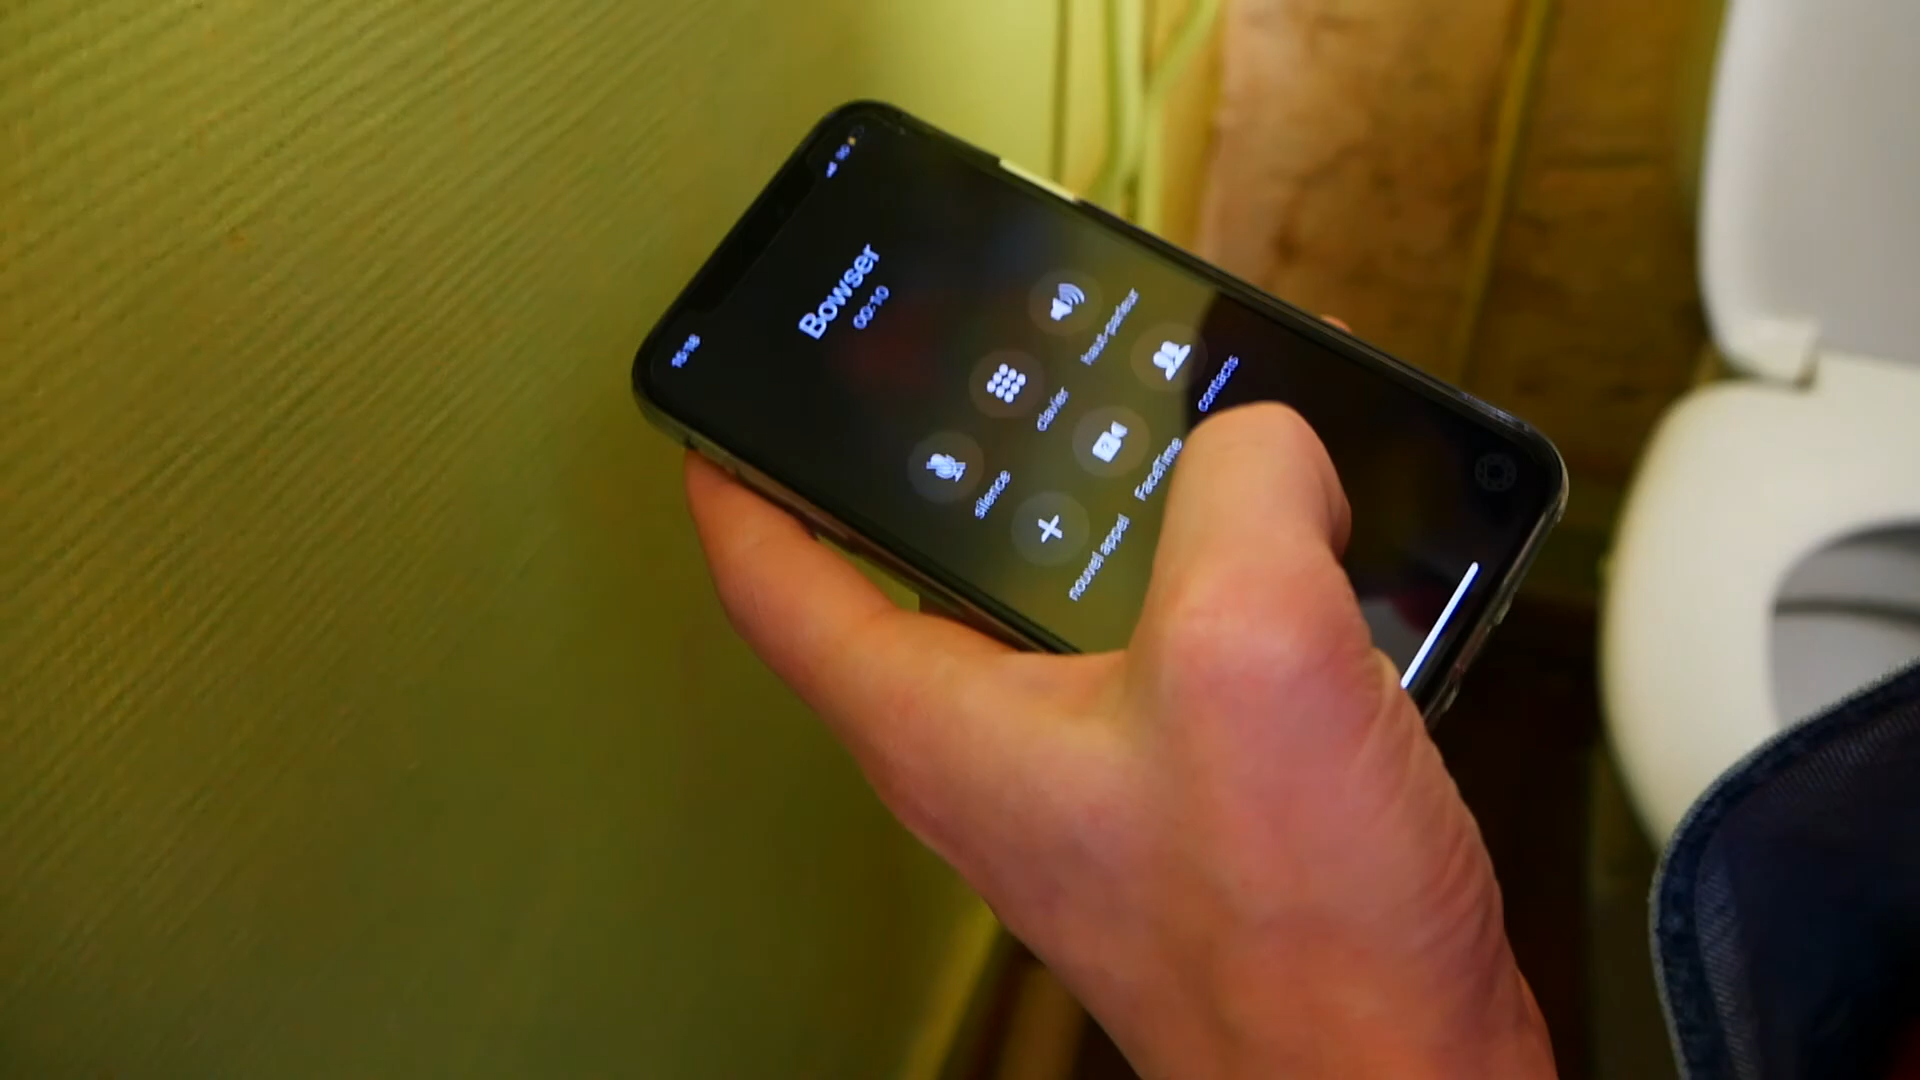 Bowser
00:10
silence
clavier
haut-parleur
nouvel appel
FaceTime
contacts